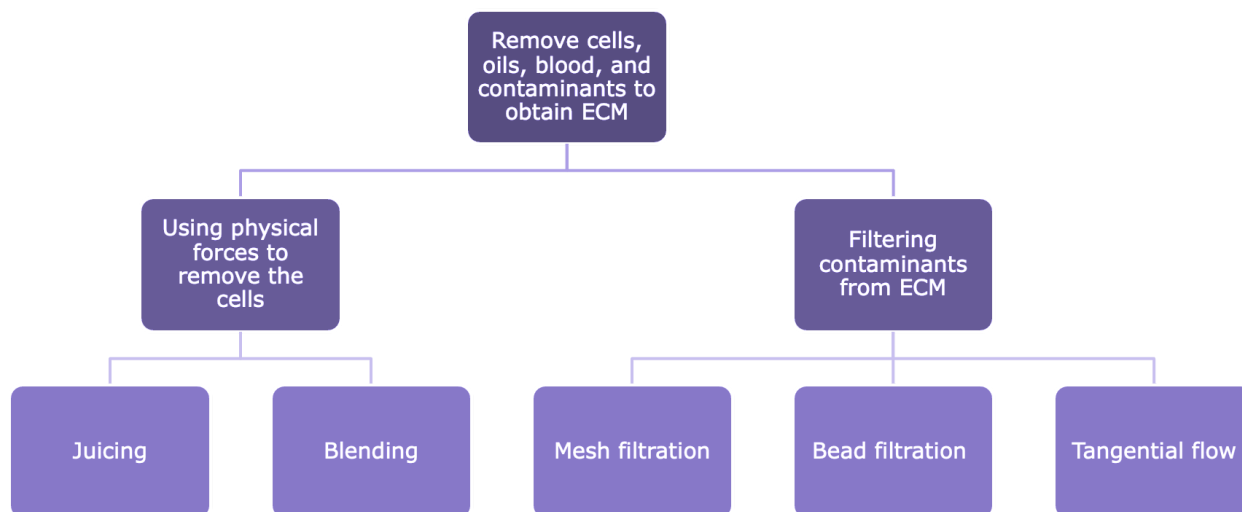 Remove cells,
oils, blood, and
contaminants to
obtain ECM
Using physical
forces to
remove the
cells
Filtering
contaminants
from ECM
Juicing
Blending
Mesh filtration
Bead filtration
Tangential flow